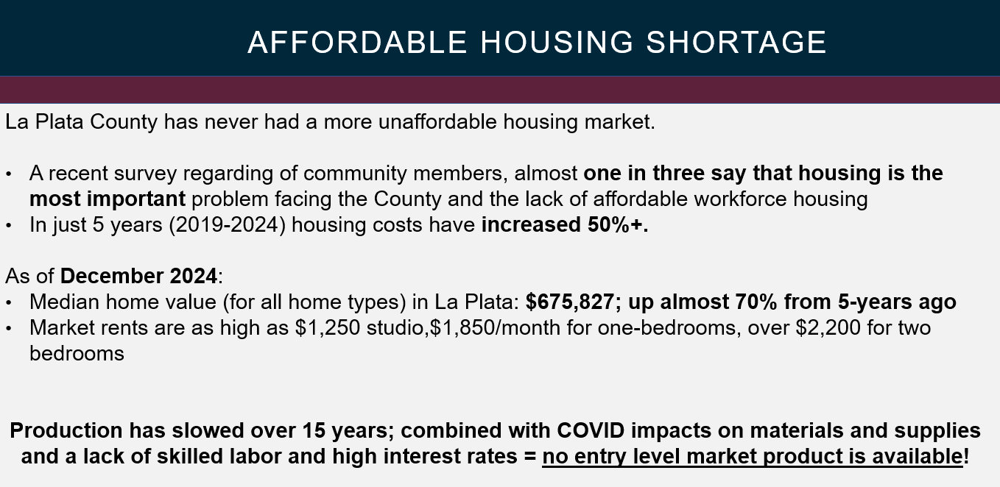 AFFORDABLE HOUSING SHORTAGE
La Plata County has never had a more unaffordable housing market.
• A recent survey regarding of community members, almost one in three say that housing is the
most important problem facing the County and the lack of affordable workforce housing
• In just 5 years (2019-2024) housing costs have increased 50%+.
As of December 2024:
• Median home value (for all home types) in La Plata: $675,827; up almost 70% from 5-years ago
• Market rents are as high as $1,250 studio,$1,850/month for one-bedrooms, over $2,200 for two
bedrooms
Production has slowed over 15 years; combined with COVID impacts on materials and supplies
and a lack of skilled labor and high interest rates = no entry level market product is available!